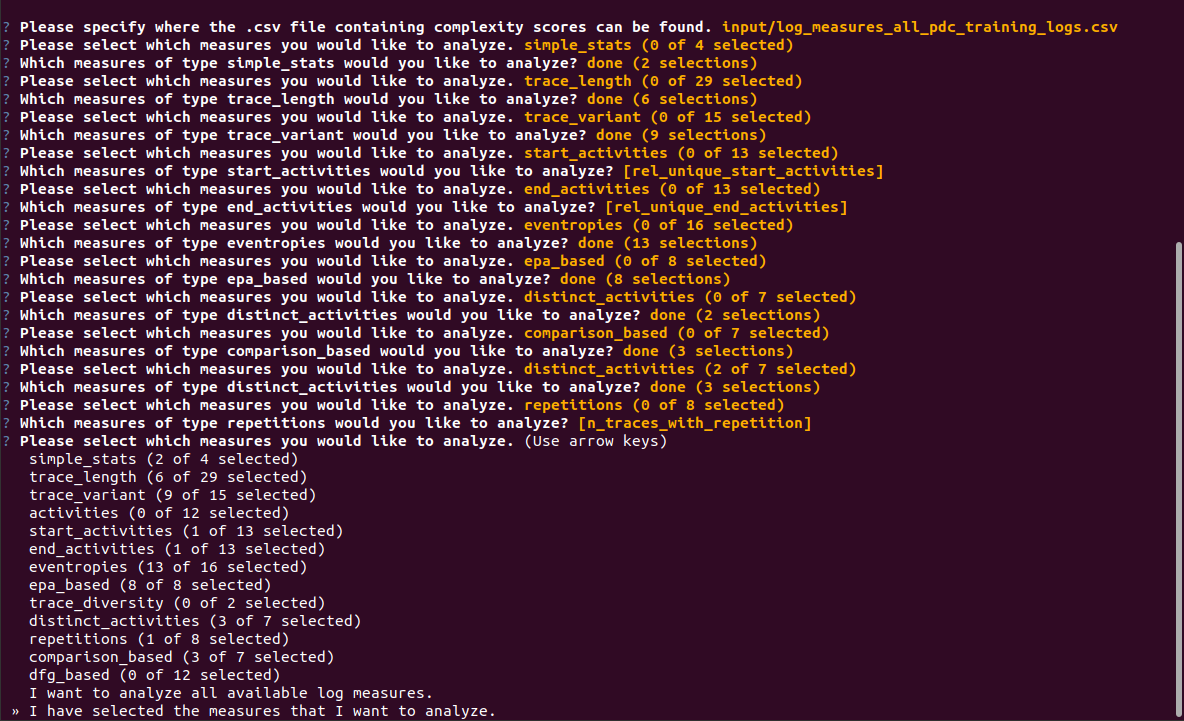 ? Please specify where the .csv file containing complexity scores can be found. input/log_measures_all_pdc_training_logs.csv
? Please select which measures you would like to analyze. simple_stats (0 of 4 selected)
? Which measures of type simple_stats would you like to analyze? done (2 selections)
? Please select which measures you would like to analyze. trace_length (0 of 29 selected)
? Which measures of type trace_length would you like to analyze? done (6 selections)
? Please select which measures you would like to analyze. trace_variant (0 of 15 selected)
? Which measures of type trace_variant would you like to analyze? done (9 selections)
? Please select which measures you would like to analyze. start_activities (0 of 13 selected)
? Which measures of type start_activities would you like to analyze? [rel_unique_start_activities]
? Please select which measures you would like to analyze. end_activities (0 of 13 selected)
? Which measures of type end_activities would you like to analyze? [rel_unique_end_activities]
? Please select which measures you would like to analyze. eventropies (0 of 16 selected)
? Which measures of type eventropies would you like to analyze? done (13 selections)
? Please select which measures you would like to analyze. epa_based (0 of 8 selected)
? Which measures of type epa_based would you like to analyze? done (8 selections)
? Please select which measures you would like to analyze. distinct_activities (0 of 7 selected)
? Which measures of type distinct_activities would you like to analyze? done (2 selections)
? Please select which measures you would like to analyze. comparison_based (0 of 7 selected)
? Which measures of type comparison_based would you like to analyze? done (3 selections)
? Please select which measures you would like to analyze. distinct_activities (2 of 7 selected)
? Which measures of type distinct_activities would you like to analyze? done (3 selections)
? Please select which measures you would like to analyze. repetitions (0 of 8 selected)
? Which measures of type repetitions would you like to analyze? [n_traces_with_repetition]
? Please select which measures you would like to analyze. (Use arrow keys)
simple_stats (2 of 4 selected)
trace_length (6 of 29 selected)
trace_variant (9 of 15 selected)
activities (0 of 12 selected)
start_activities (1 of 13 selected)
end_activities (1 of 13 selected)
eventropies (13 of 16 selected)
epa_based (8 of 8 selected)
trace_diversity (0 of 2 selected)
distinct_activities (3 of 7 selected)
repetitions (1 of 8 selected)
comparison_based (3 of 7 selected)
dfg_based (0 of 12 selected)
I want to analyze all available log measures.
» I have selected the measures that I want to analyze.